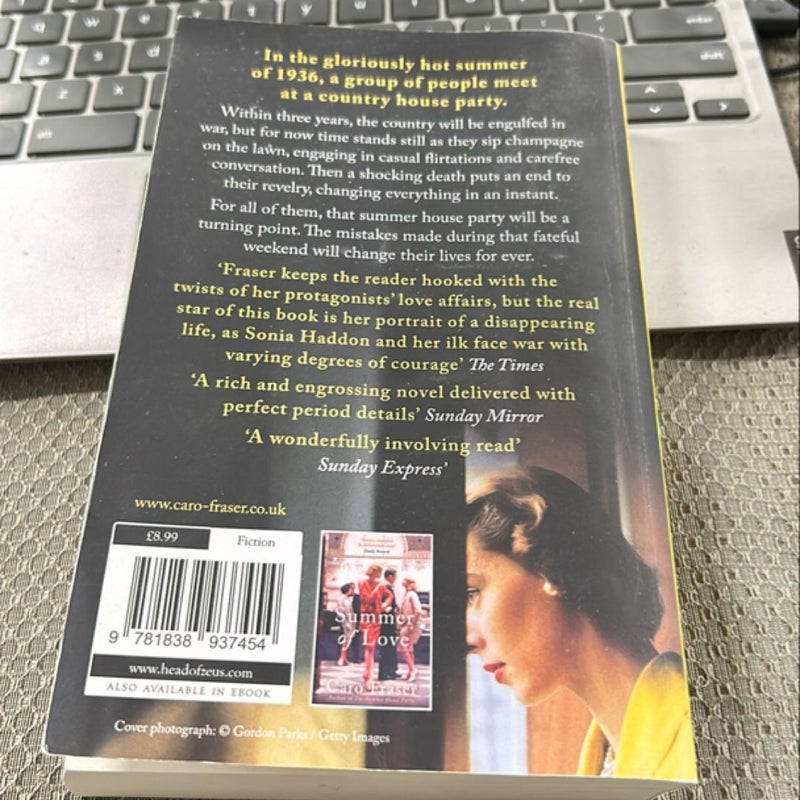 In the gloriously hot summer
of 1936, a group of people meet
at a country house party.
Within three years, the country will be engulfed in
war, but for now time stands still as they sip champagne
on the lawn, engaging in casual flirtations and carefree
conversation. Then a shocking death puts an end to
their revelry, changing everything in an instant.
For all of them, that summer house party will be a
turning point. The mistakes made during that fateful
weekend will change their lives for ever.
‘Fraser keeps the reader hooked with the
twists of her protagonists’ love affairs, but the real
star of this book is her portrait of a disappearing
life, as Sonia Haddon and her ilk face war with
varying degrees of courage’ The Times
‘A rich and engrossing novel delivered with
perfect period details’ Sunday Mirror
‘A wonderfully involving read’
Sunday Express’
www.caro-fraser.co.uk
£8.99 Fiction
9 781838 937454
www.headofzeus.com
ALSO AVAILABLE IN EBOOK
Summer
of Love
Caro Fraser
Cover photograph: © Gordon Parks / Getty Images
enter
shift
alt